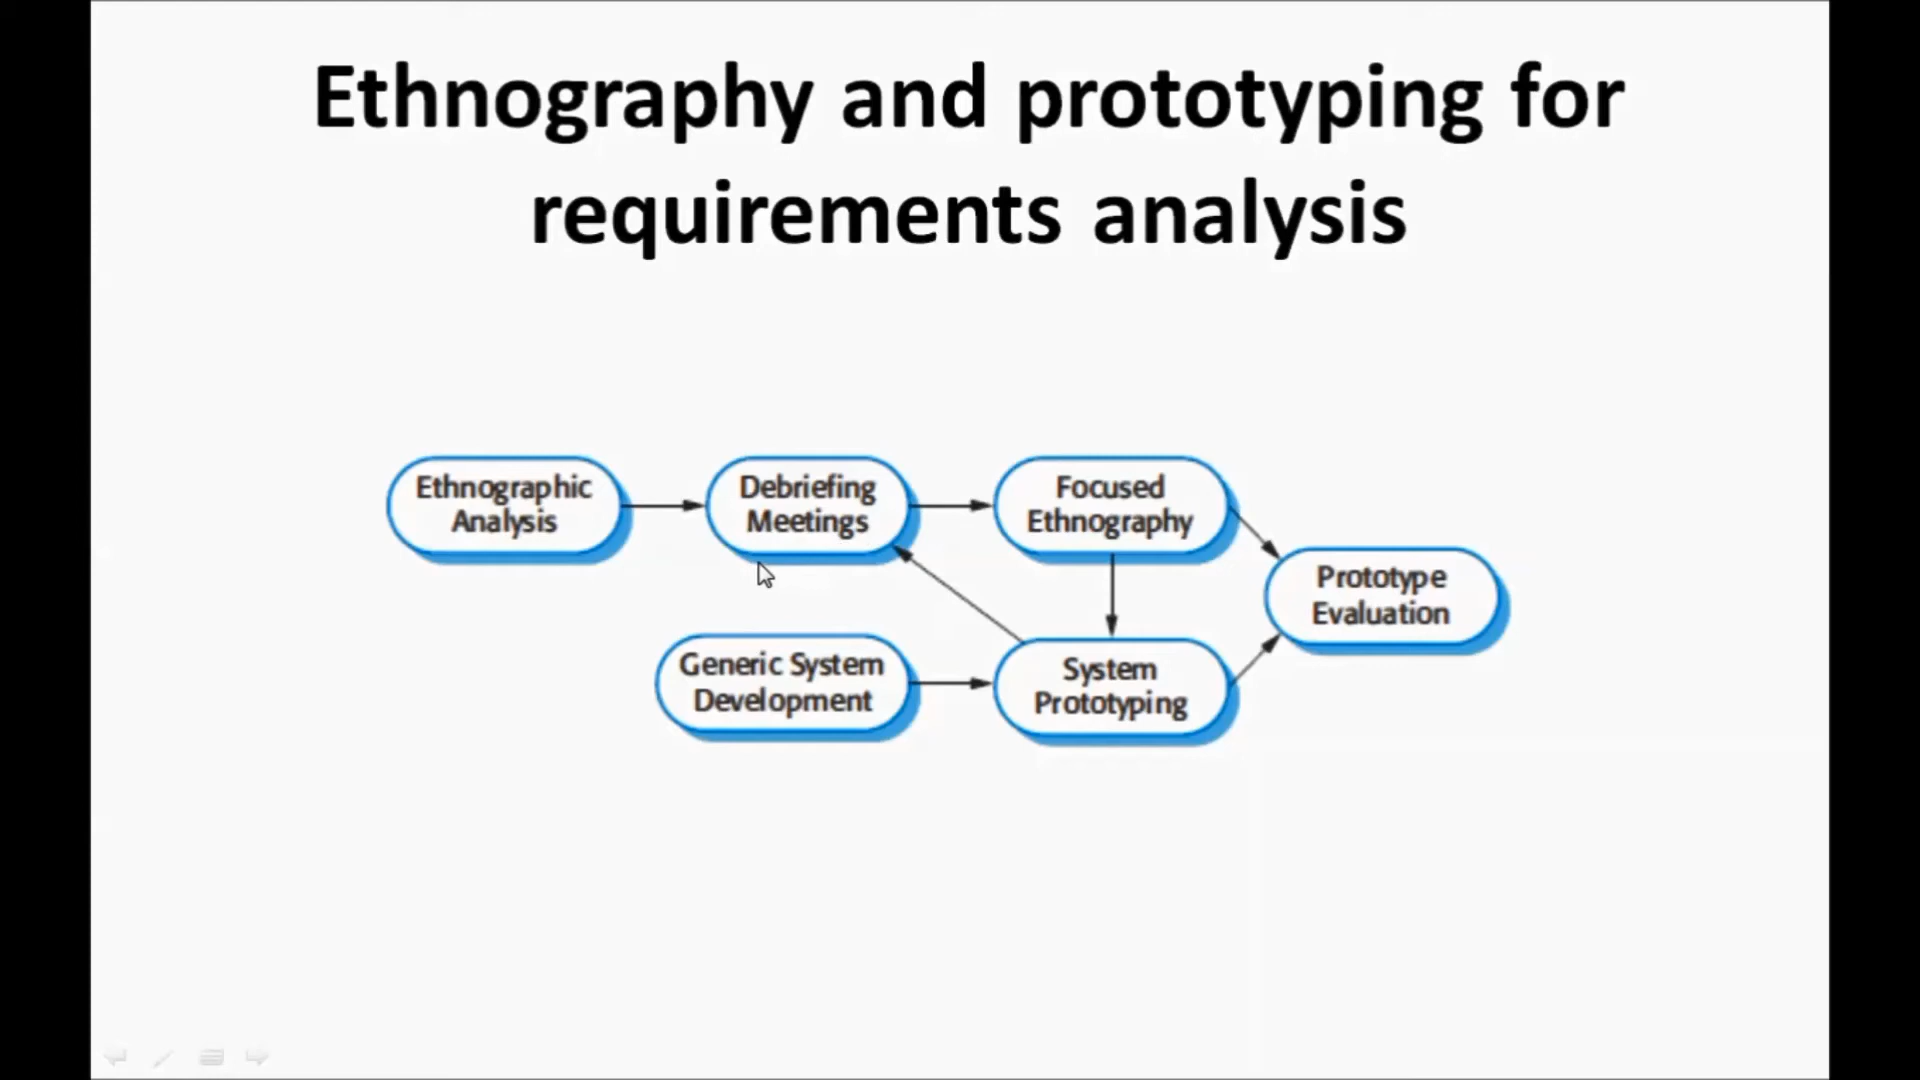 Ethnography and prototyping for
requirements analysis
Ethnographic
Analysis
Debriefing
Meetings
Focused
Ethnography
Prototype
Evaluation
Generic System
Development
System
Prototyping